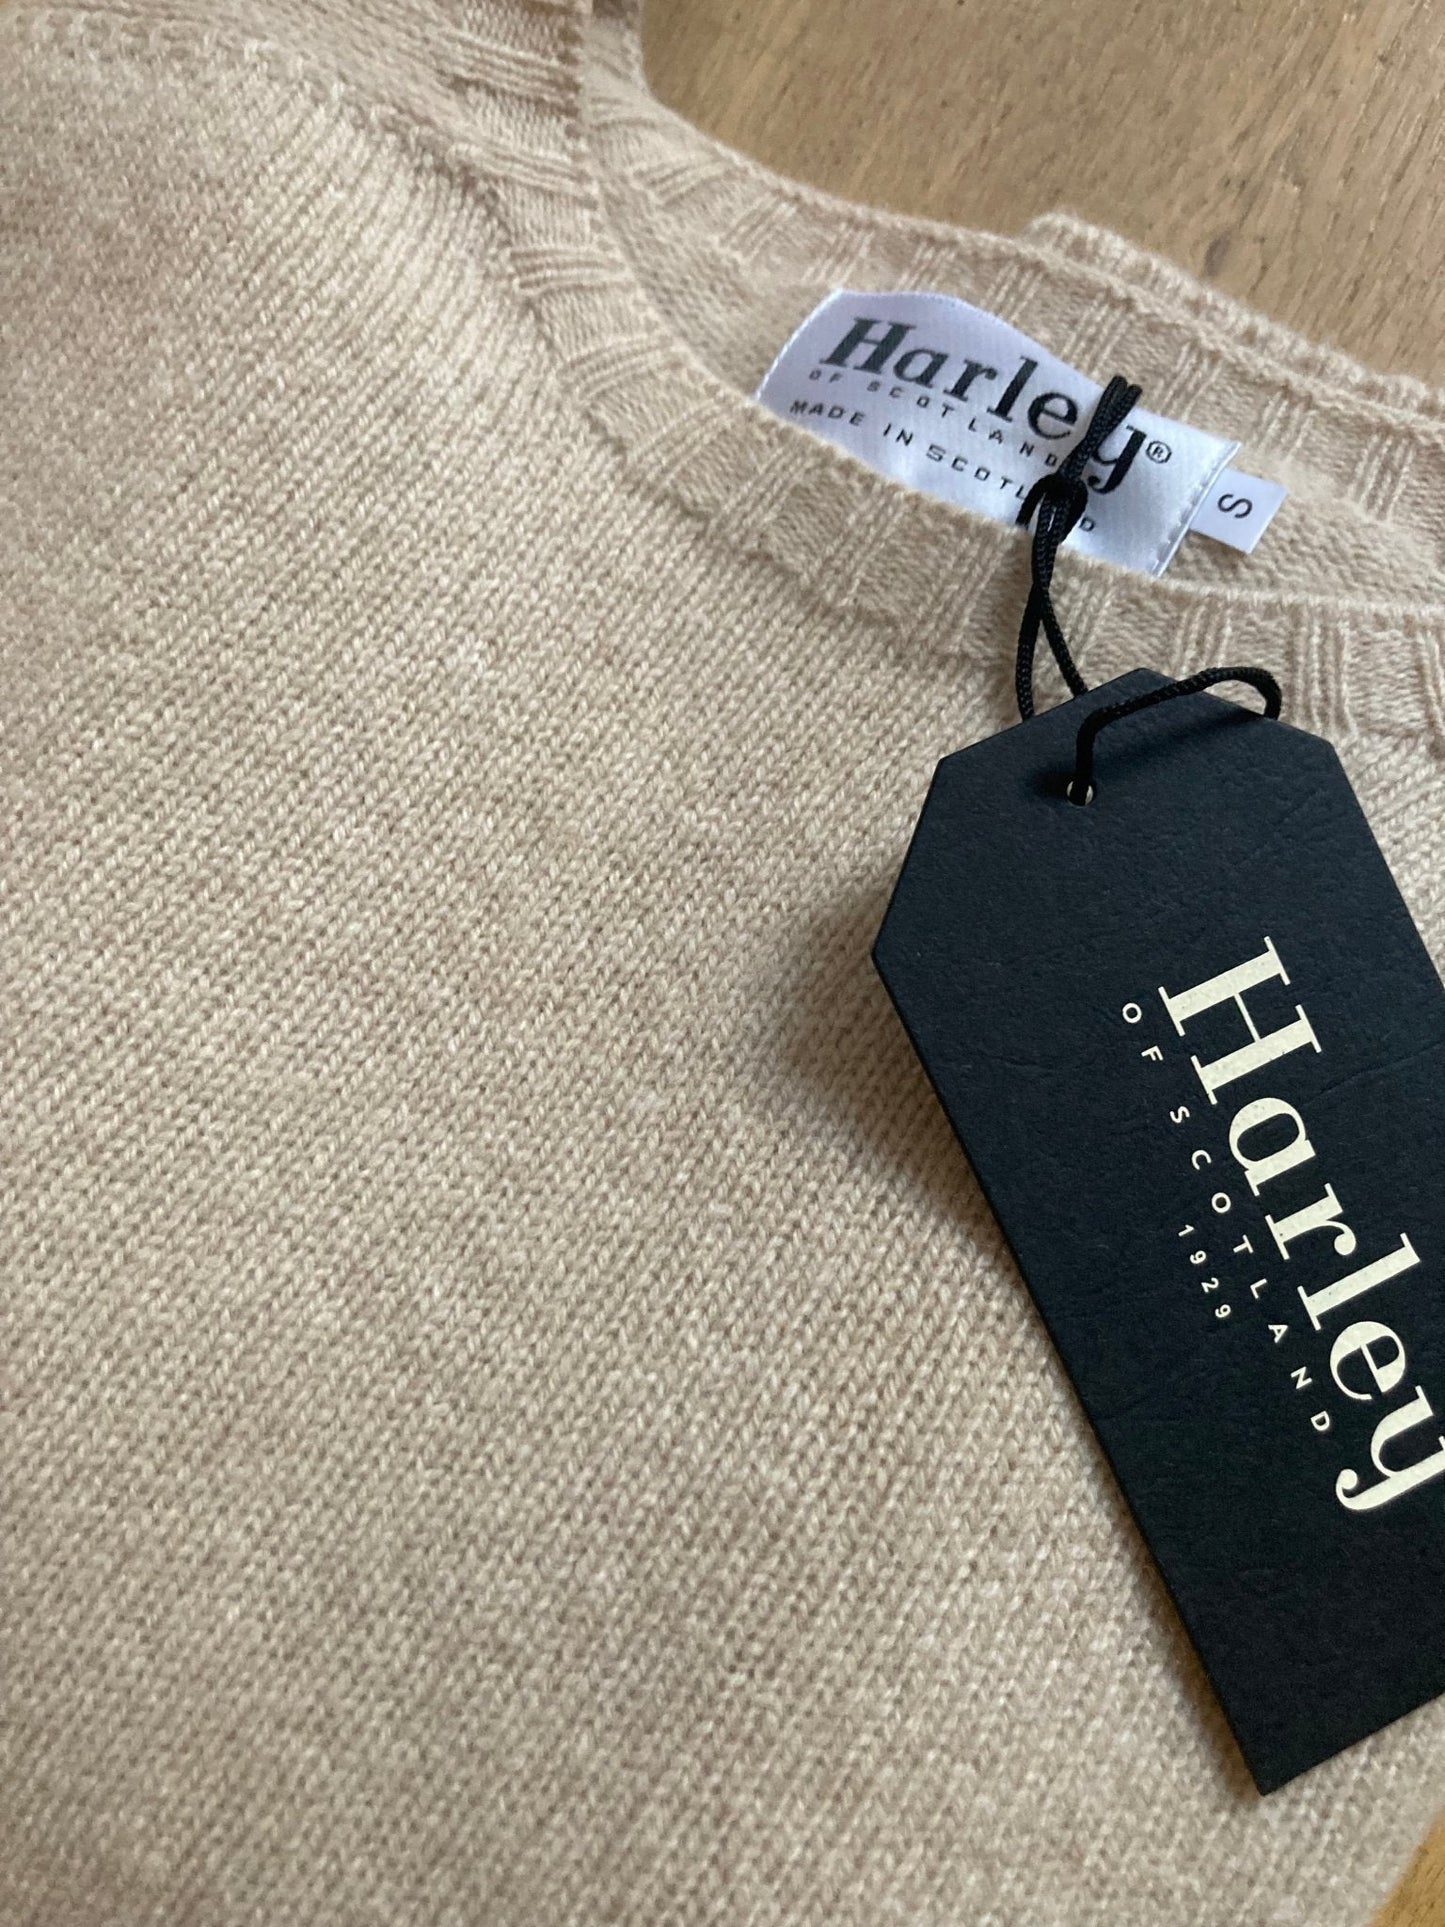 Harley®
OF SCOTLAND
MADE IN SCOTLAND
S
Harley
OF SCOTLAND
1929